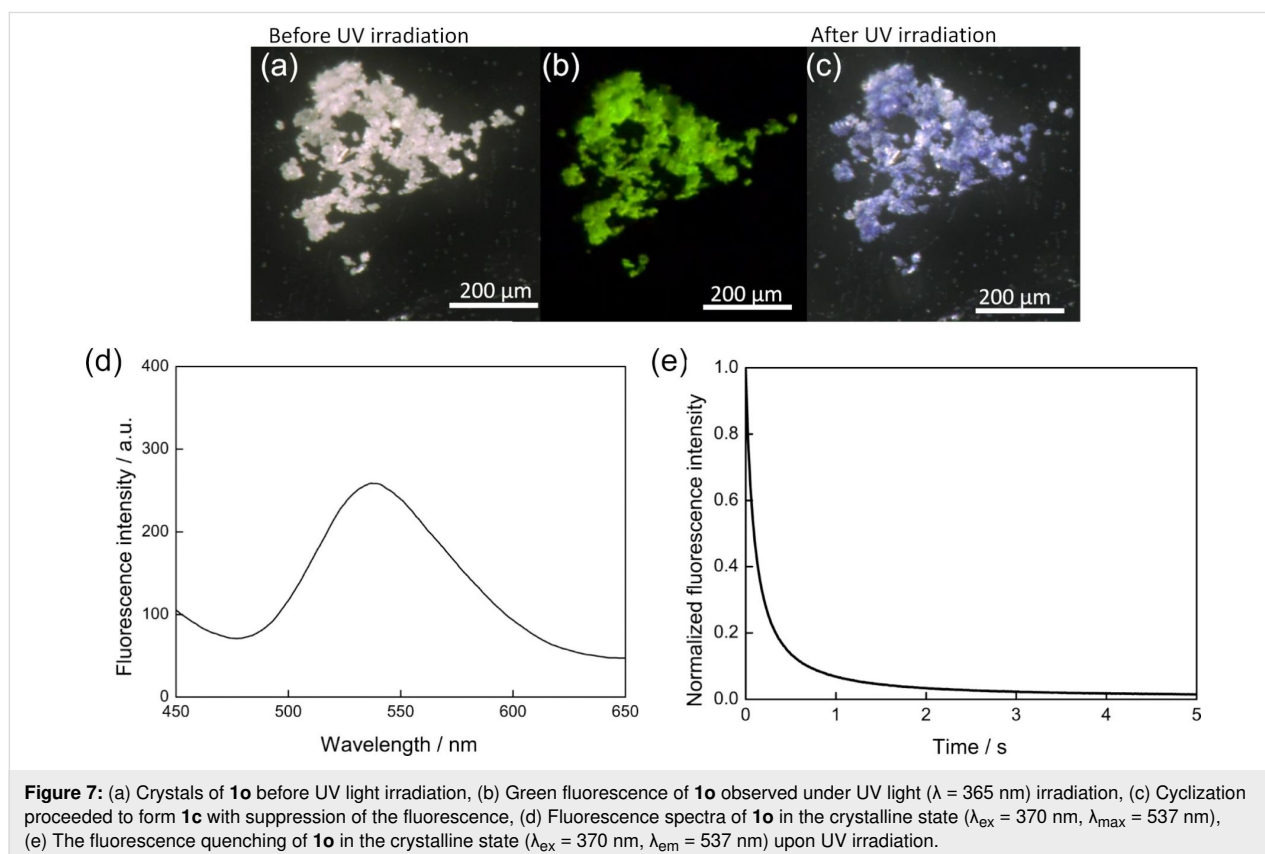 Before UV irradiation
After UV irradiation
(a)
(b)
(c)
200 µm
200 µm
200 µm
(d)
400
300
200
100
0
450
500
550
600
650
Fluorescence intensity / a.u.
Wavelength / nm
(e)
1.0
0.8
0.6
0.4
0.2
0.0
0
1
2
3
4
5
Normalized fluorescence intensity
Time / s
Figure 7: (a) Crystals of 1o before UV light irradiation, (b) Green fluorescence of 1o observed under UV light (λ = 365 nm) irradiation, (c) Cyclization
proceeded to form 1c with suppression of the fluorescence, (d) Fluorescence spectra of 1o in the crystalline state (λex = 370 nm, λmax = 537 nm),
(e) The fluorescence quenching of 1o in the crystalline state (λex = 370 nm, λem = 537 nm) upon UV irradiation.